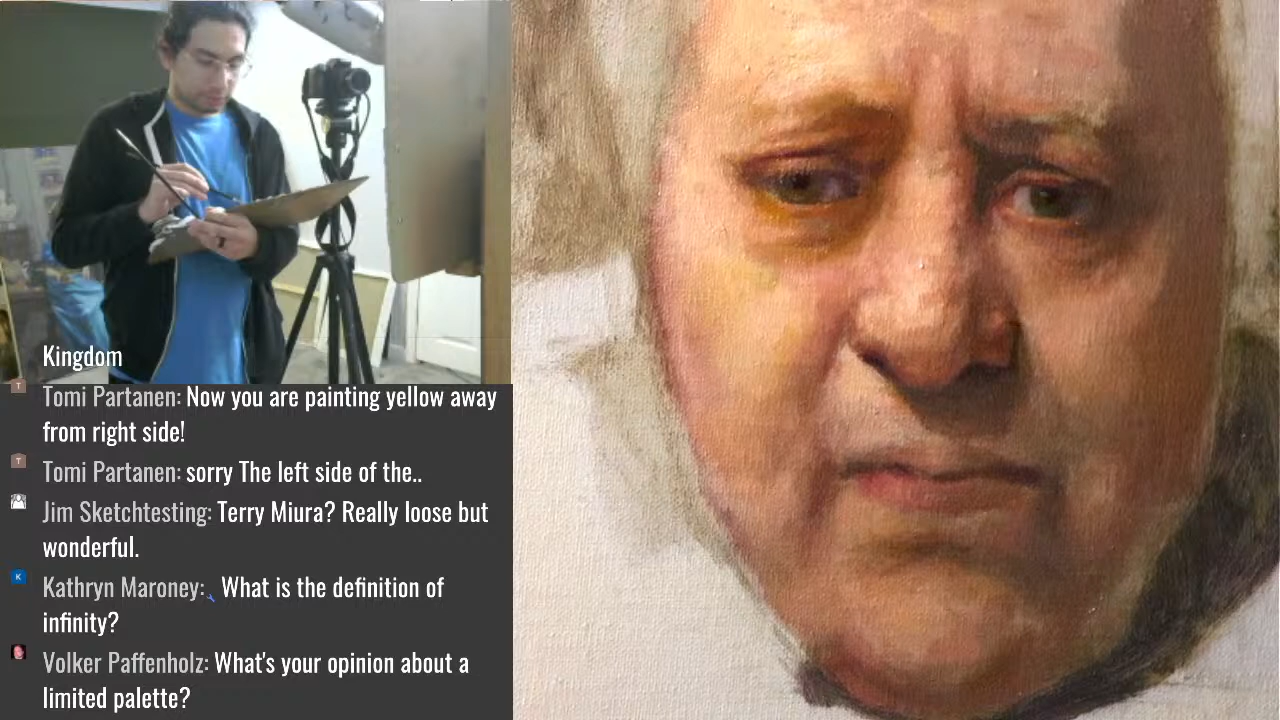 Kingdom
T Tomi Partanen: Now you are painting yellow away
from right side!
T Tomi Partanen: sorry The left side of the..
Jim Sketchtesting: Terry Miura? Really loose but
wonderful.
K Kathryn Maroney: What is the definition of
infinity?
Volker Paffenholz: What's your opinion about a
limited palette?